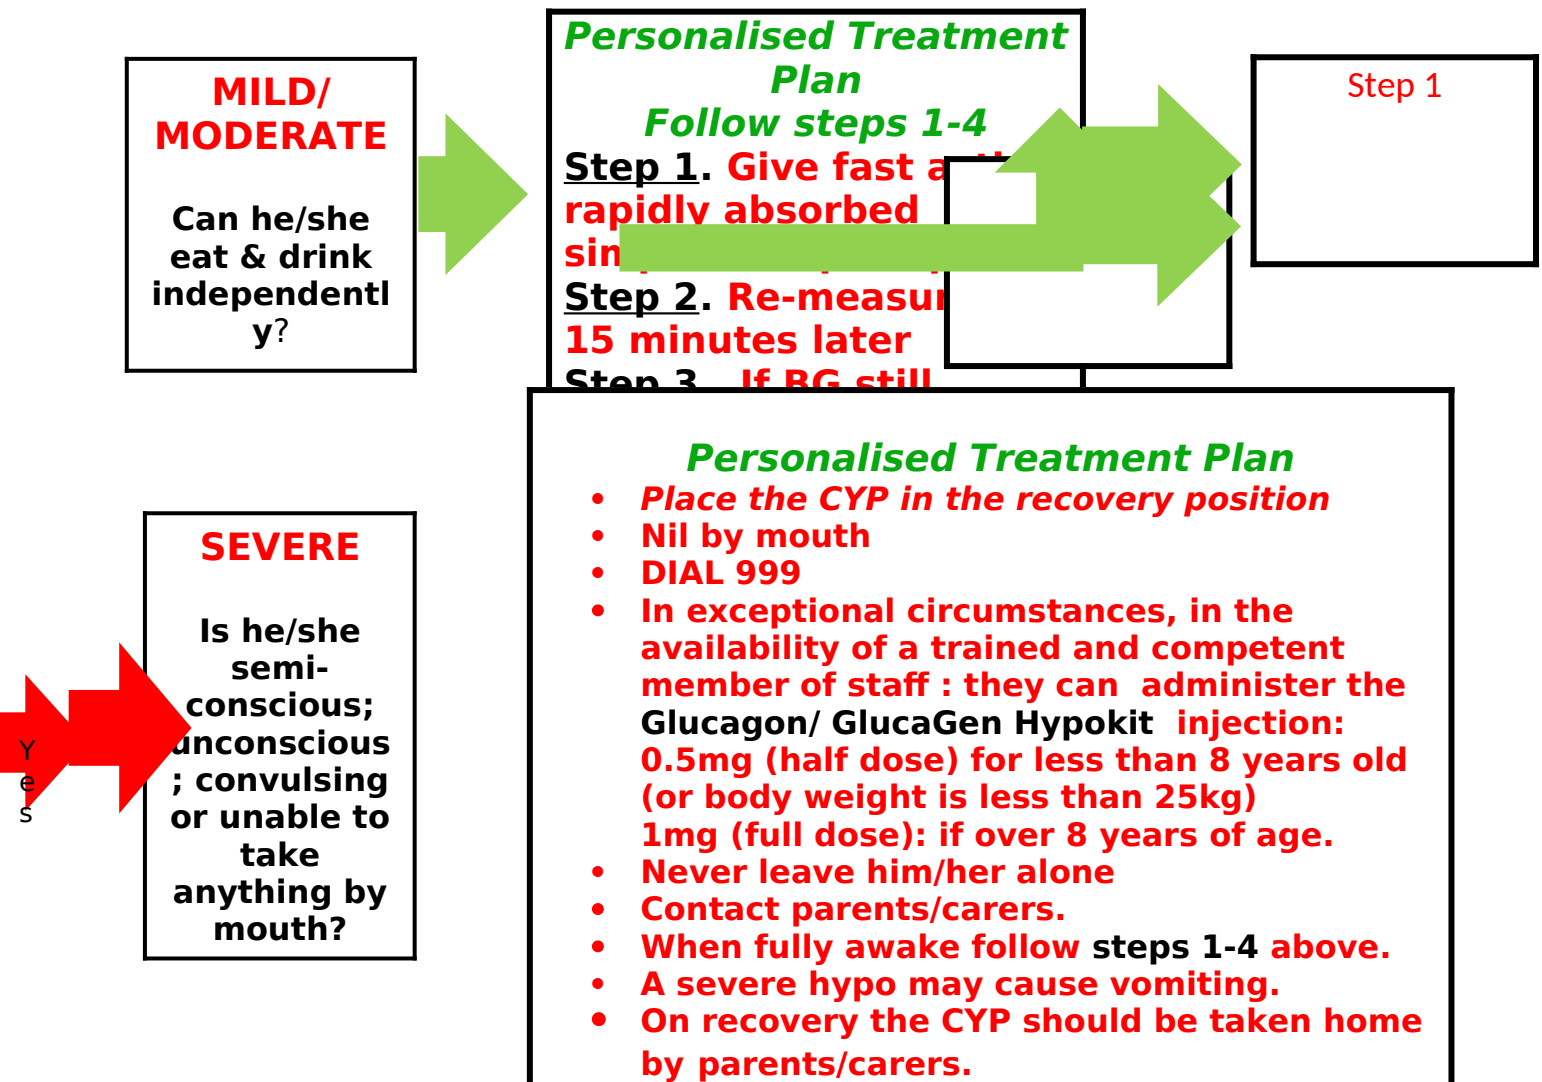 MILD/
MODERATE
Can he/she
eat & drink
independentl
y?
Personalised Treatment
Plan
Follow steps 1-4
Step 1. Give fast
rapidly absorbed
Step 2. Re-measur
15 minutes later
Step 3. If BG still
Step 1
SEVERE
Is he/she
semi-
conscious;
unconscious
; convulsing
or unable to
take
anything by
mouth?
Y
e
s
Personalised Treatment Plan
• Place the CYP in the recovery position
• Nil by mouth
• DIAL 999
• In exceptional circumstances, in the
availability of a trained and competent
member of staff : they can administer the
Glucagon/ GlucaGen Hypokit injection:
0.5mg (half dose) for less than 8 years old
(or body weight is less than 25kg)
1mg (full dose): if over 8 years of age.
• Never leave him/her alone
• Contact parents/carers.
• When fully awake follow steps 1-4 above.
• A severe hypo may cause vomiting.
• On recovery the CYP should be taken home
by parents/carers.